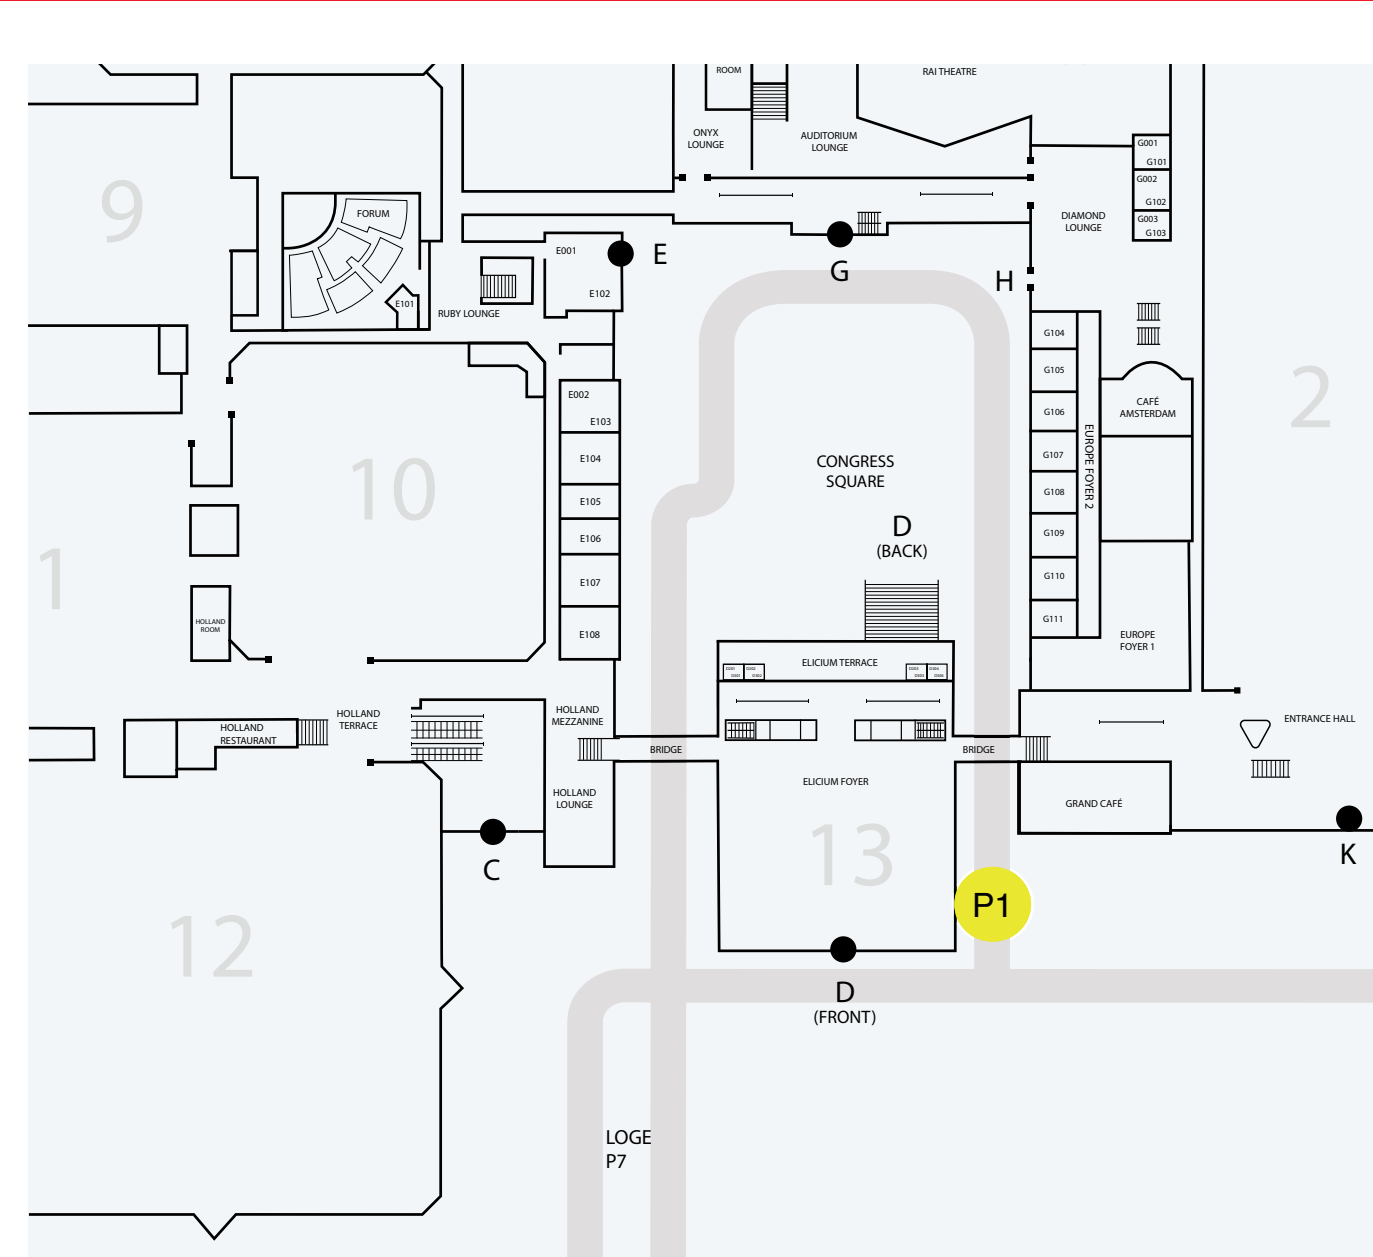 ROOM
RAI THEATRE
ONYX
LOUNGE
AUDITORIUM
LOUNGE
G001
G101
G002
G102
G003
G103
DIAMOND
LOUNGE
9
FORUM
E101
RUBY LOUNGE
E001
E102
E
G
H
G104
G105
G106
G107
G108
G109
G110
G111
EUROPE FOYER 2
CAFÉ
AMSTERDAM
2
10
E002
E103
E104
E105
E106
E107
E108
CONGRESS
SQUARE
D
(BACK)
1
HOLLAND
ROOM
EUROPE
FOYER 1
ELICIUM TERRACE
HOLLAND
RESTAURANT
HOLLAND
TERRACE
HOLLAND
MEZZANINE
BRIDGE
BRIDGE
ENTRANCE HALL
ELICIUM FOYER
HOLLAND
LOUNGE
GRAND CAFÉ
13
C
K
P1
12
D
(FRONT)
LOGE
P7